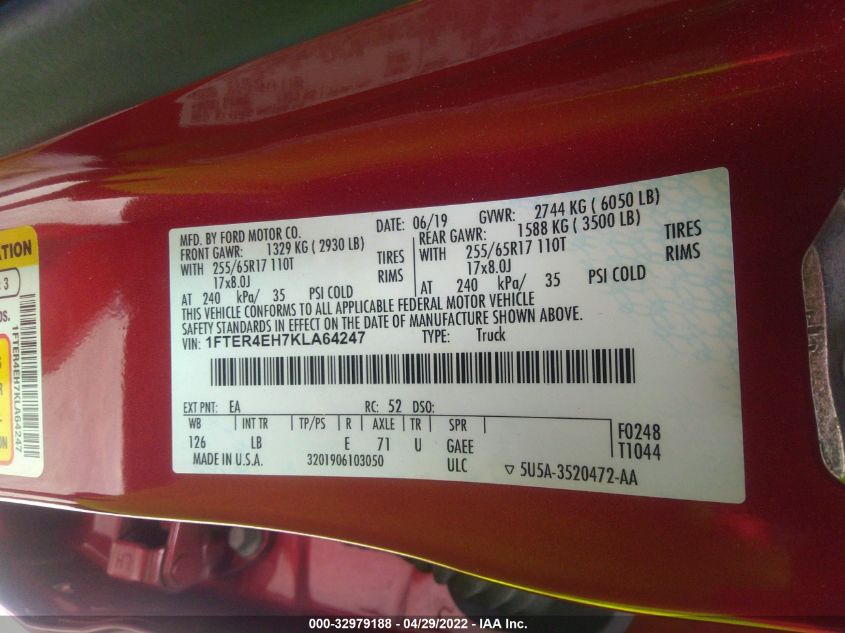 MFD. BY FORD MOTOR CO.
DATE: 06/19 GVWR: 2744 KG ( 6050 LB)
FRONT GAWR: 1329 KG ( 2930 LB)
REAR GAWR: 1588 KG ( 3500 LB)
WITH 255/65R17 110T TIRES
WITH 255/65R17 110T TIRES
17x8.0J RIMS
17x8.0J RIMS
AT 240 kPa/ 35 PSI COLD
AT 240 kPa/ 35 PSI COLD
THIS VEHICLE CONFORMS TO ALL APPLICABLE FEDERAL MOTOR VEHICLE
SAFETY STANDARDS IN EFFECT ON THE DATE OF MANUFACTURE SHOWN ABOVE.
VIN: 1FTER4EH7KLA64247 TYPE: Truck
EXT PNT: EA RC: 52 DSO:
WB INT TR TP/PS R AXLE TR SPR
126 LB E 71 U GAEE
ULC
F0248
T1044
MADE IN U.S.A. 3201906103050
▽ 5U5A-3520472-AA
3
1FTER4EH7KLA64247
000-32979188 - 04/29/2022 - IAA Inc.